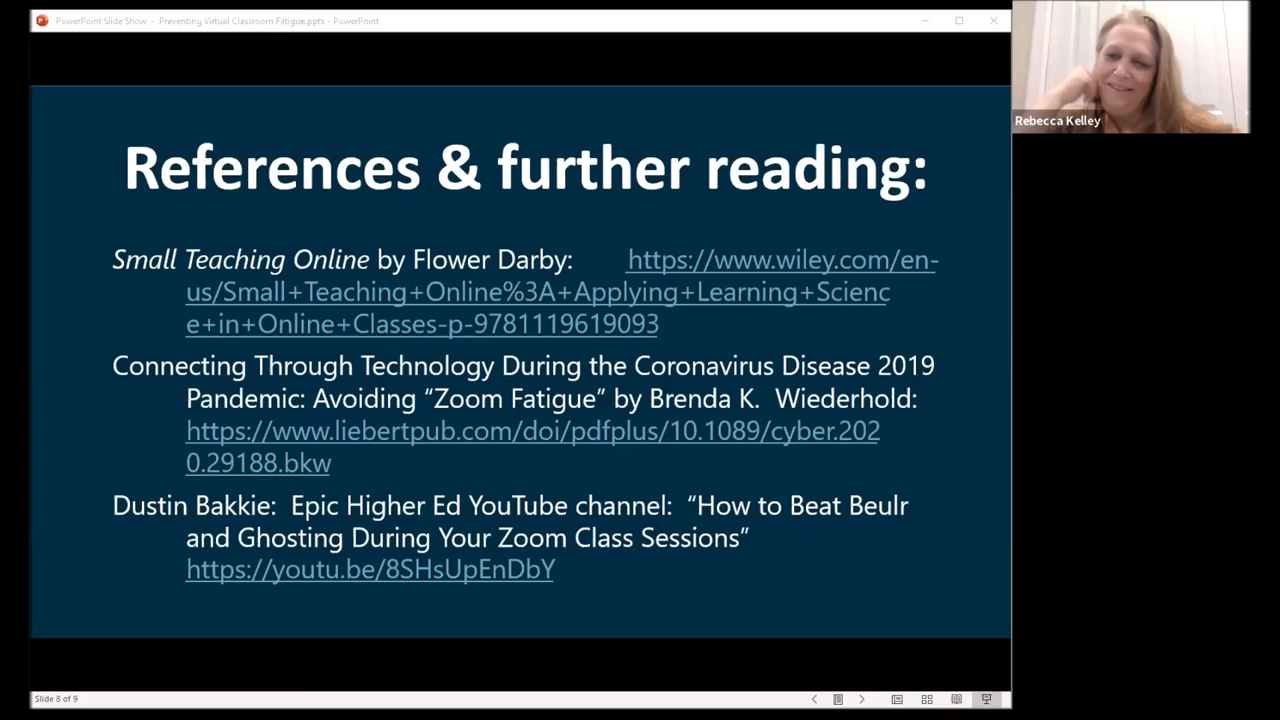 PowerPoint Slide Show - Preventing Virtual Classroom Fatigue.pptx - PowerPoint
Rebecca Kelley
References & further reading:
Small Teaching Online by Flower Darby: https://www.wiley.com/en-
us/Small+Teaching+Online%3A+Applying+Learning+Scienc
e+in+Online+Classes-p-9781119619093
Connecting Through Technology During the Coronavirus Disease 2019
Pandemic: Avoiding “Zoom Fatigue” by Brenda K. Wiederhold:
https://www.liebertpub.com/doi/pdfplus/10.1089/cyber.202
0.29188.bkw
Dustin Bakkie: Epic Higher Ed YouTube channel: “How to Beat Beulr
and Ghosting During Your Zoom Class Sessions”
https://youtu.be/8SHsUpEnDbY
Slide 8 of 9